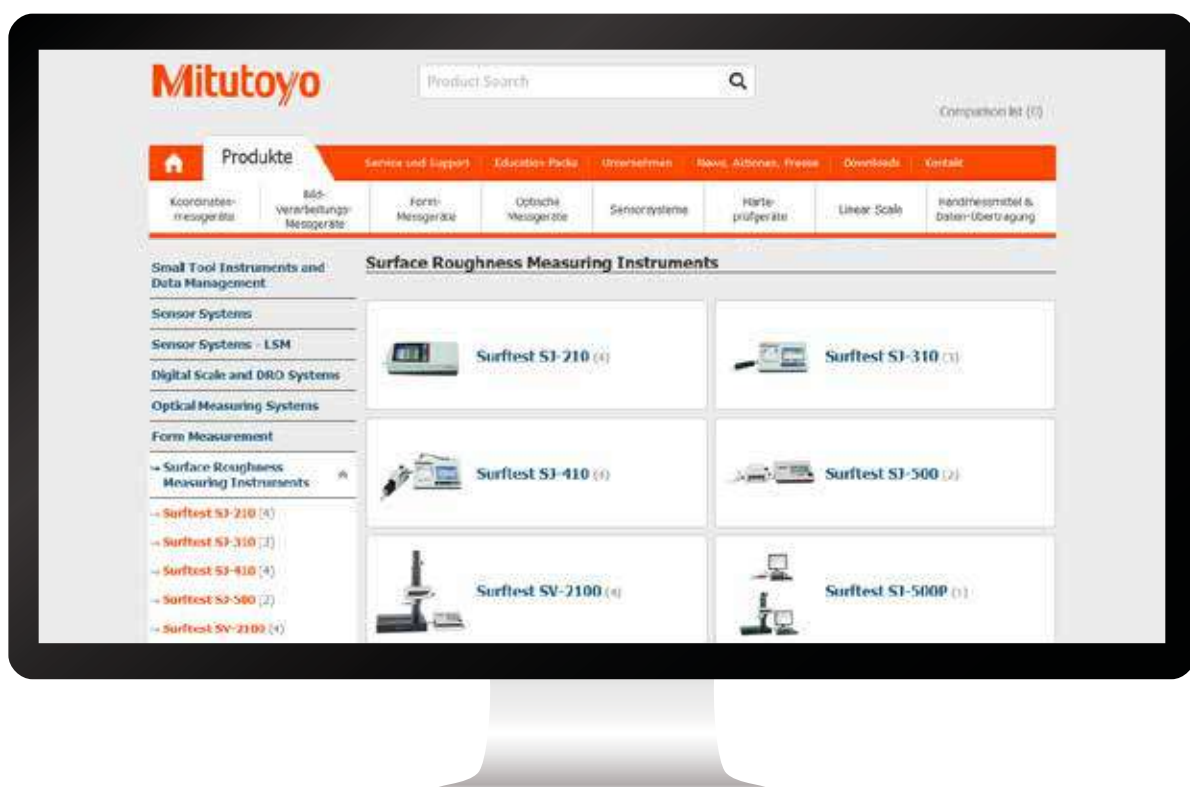 Mitutoyo
Product Search
Comparison list (0)
Produkte
Service und Support
Education Packs
Unternehmen
News, Aktionen, Presse
Downloads
Kontakt
Koordinaten-
messgeräte
Bild-
verarbeitungs-
Messgeräte
Form-
Messgeräte
Optische
Messgeräte
Sensorsysteme
Härte-
prüfgeräte
Linear Scale
Handmessmittel &
Daten-Übertragung
Small Tool Instruments and
Data Management
Sensor Systems
Sensor Systems - LSM
Digital Scale and DRO Systems
Optical Measuring Systems
Form Measurement
→ Surface Roughness
Measuring Instruments
→ Surftest SJ-210 (4)
→ Surftest SJ-310 (3)
→ Surftest SJ-410 (4)
→ Surftest SJ-500 (2)
→ Surftest SV-2100 (4)
Surface Roughness Measuring Instruments
Surftest SJ-210 (4)
Surftest SJ-310 (3)
Surftest SJ-410 (4)
Surftest SJ-500 (2)
Surftest SV-2100 (4)
Surftest SJ-500P (1)